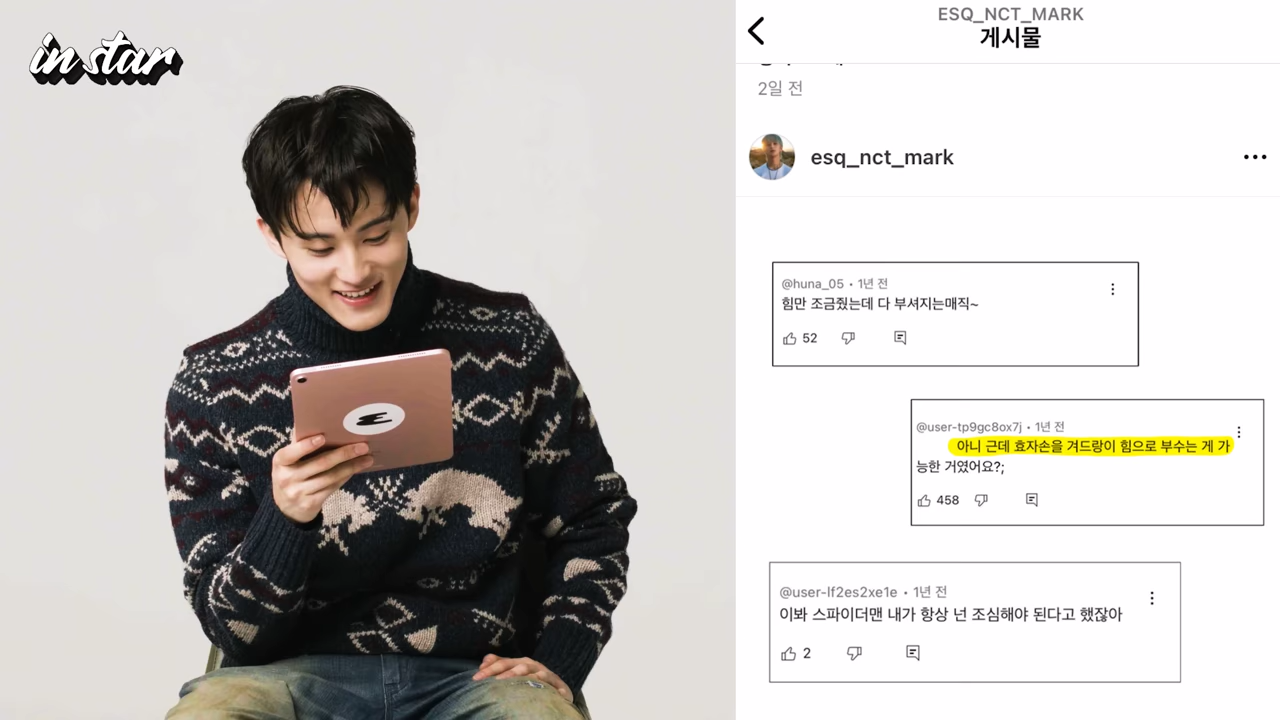 in star
ESQ_NCT_MARK
게시물
2일 전
esq_nct_mark
@huna_05 • 1년 전
힘만 조금줬는데 다 부셔지는매직~
52
@user-tp9gc8ox7j • 1년 전
아니 근데 효자손을 겨드랑이 힘으로 부수는 게 가
능한 거였어요?;
458
@user-lf2es2xe1e • 1년 전
이봐 스파이더맨 내가 항상 넌 조심해야 된다고 했잖아
2